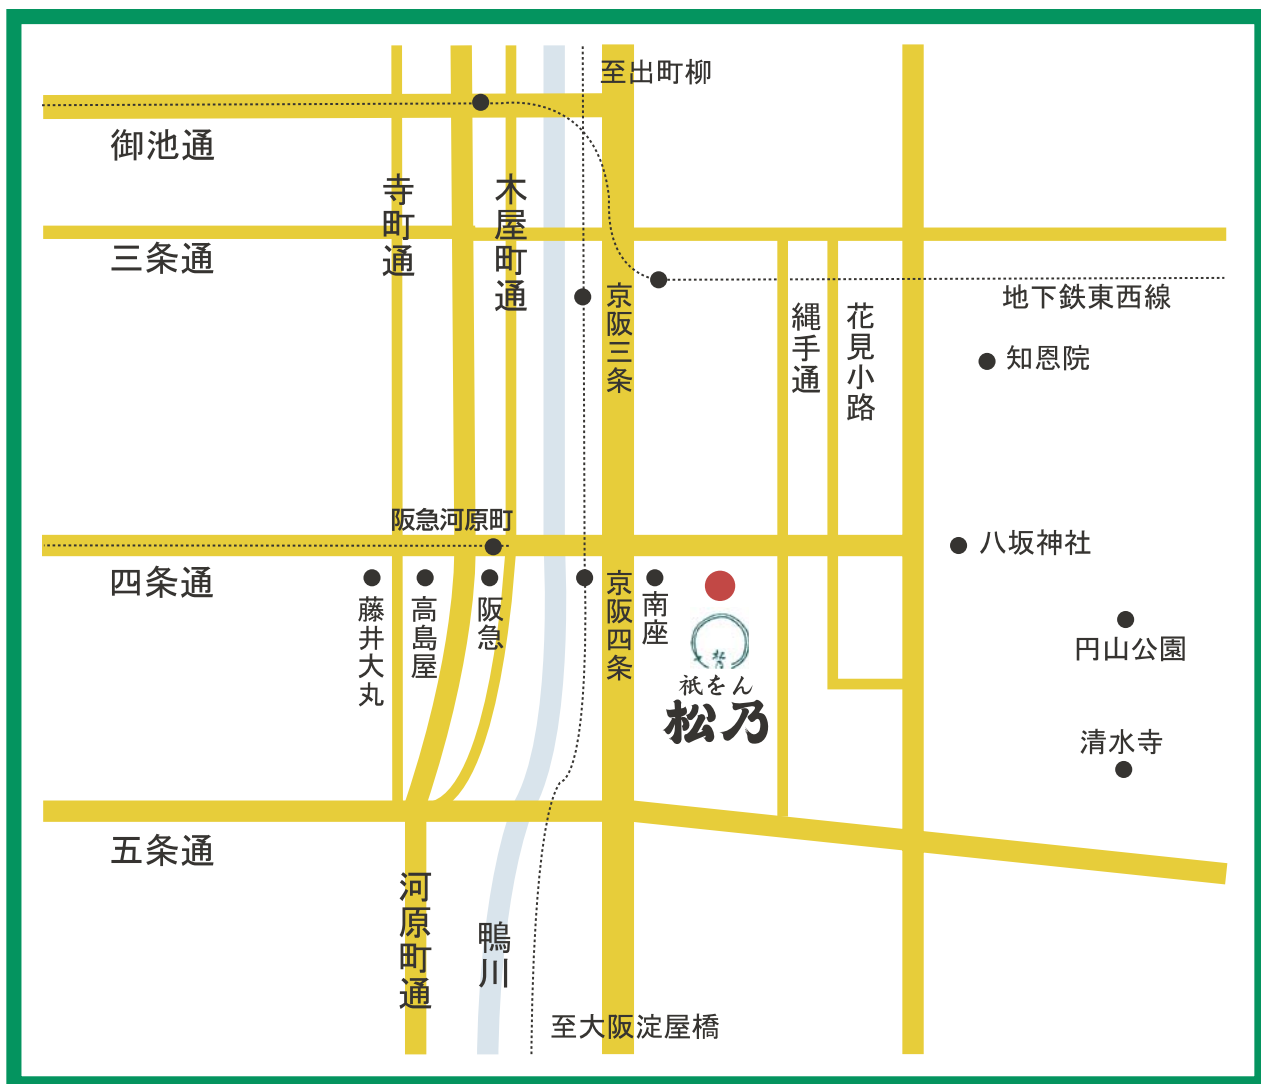 至出町柳
御池通
寺町通
木屋町通
三条通
京阪三条
地下鉄東西線
縄手通
花見小路
知恩院
阪急河原町
八坂神社
四条通
藤井大丸
高島屋
阪急
京阪四条
南座
松乃
祇をん
松乃
円山公園
清水寺
五条通
河原町通
鴨川
至大阪淀屋橋